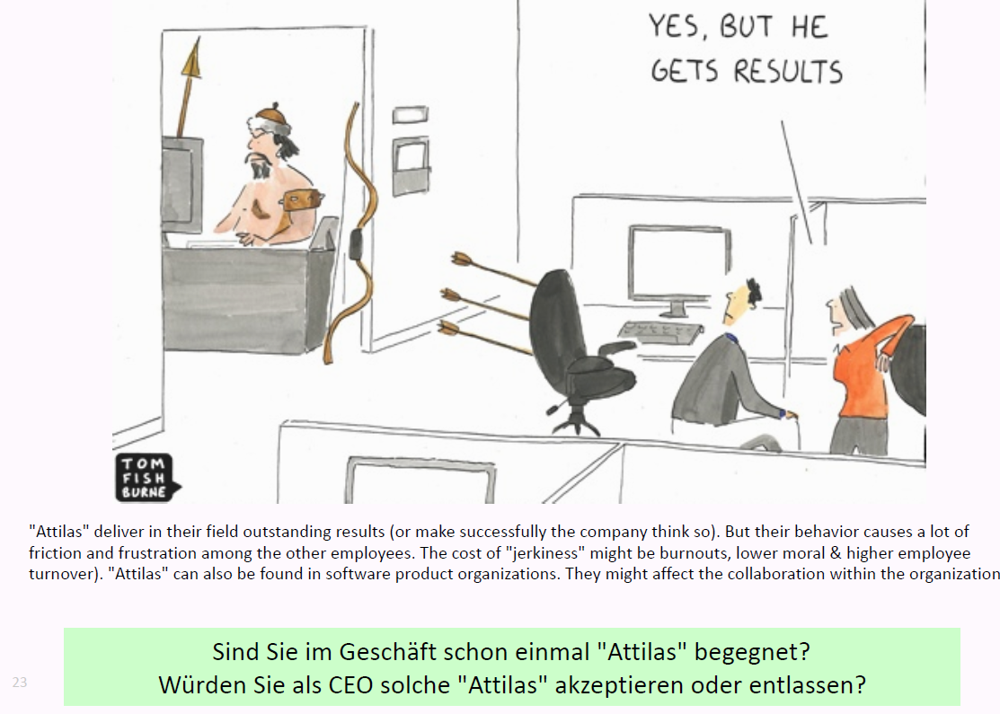 YES, BUT HE
GETS RESULTS
TOM
FISH
BURNE
"Attilas" deliver in their field outstanding results (or make successfully the company think so). But their behavior causes a lot of
friction and frustration among the other employees. The cost of "jerkiness" might be burnouts, lower moral & higher employee
turnover). "Attilas" can also be found in software product organizations. They might affect the collaboration within the organization
Sind Sie im Geschäft schon einmal "Attilas" begegnet?
Würden Sie als CEO solche "Attilas" akzeptieren oder entlassen?
23